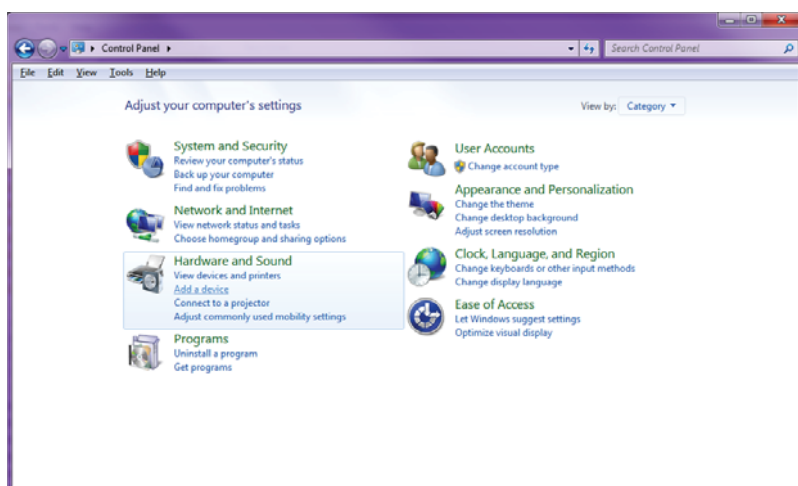 Control Panel
Search Control Panel
File Edit View Tools Help
Adjust your computer's settings
View by: Category
System and Security
Review your computer's status
Back up your computer
Find and fix problems
Network and Internet
View network status and tasks
Choose homegroup and sharing options
Hardware and Sound
View devices and printers
Add a device
Connect to a projector
Adjust commonly used mobility settings
Programs
Uninstall a program
Get programs
User Accounts
Change account type
Appearance and Personalization
Change the theme
Change desktop background
Adjust screen resolution
Clock, Language, and Region
Change keyboards or other input methods
Change display language
Ease of Access
Let Windows suggest settings
Optimize visual display